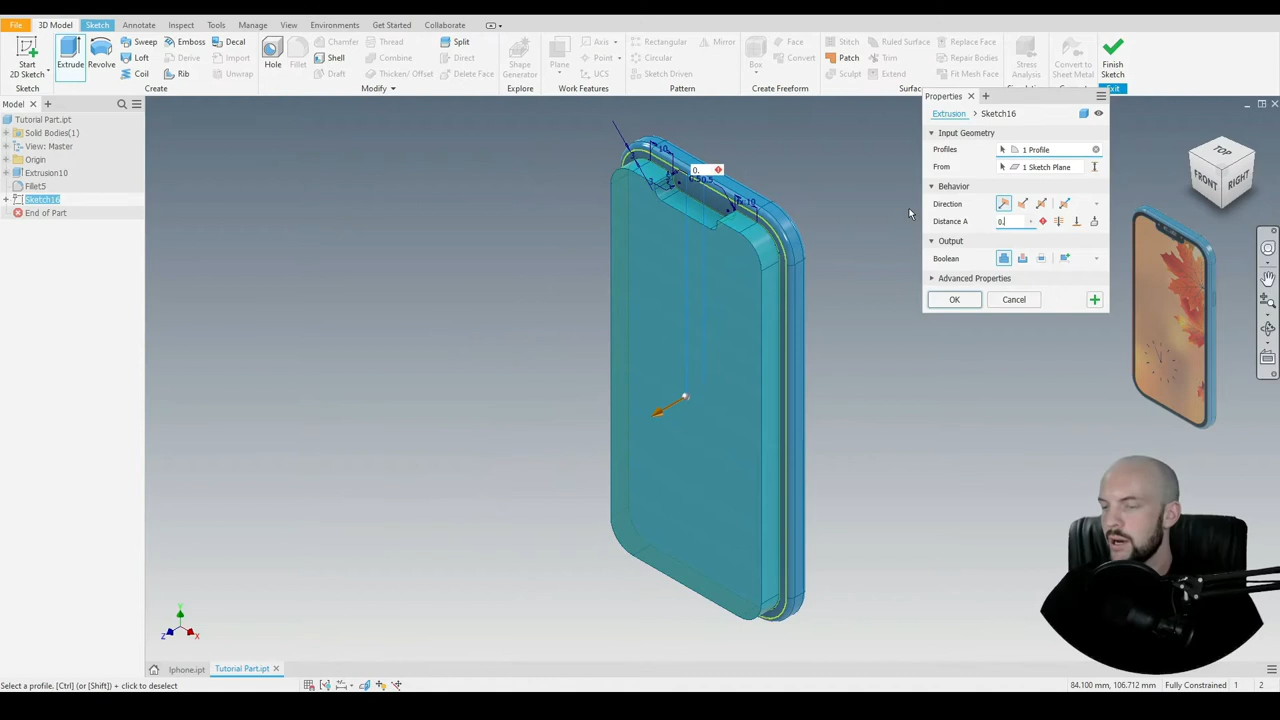 File 3D Model Sketch Annotate Inspect Tools Manage View Environments Get Started Collaborate
Start 2D Sketch Extrude Revolve Sweep Emboss Decal Hole Fillet Chamfer Thread Split Shape Generator Plane Axis Rectangular Mirror Box Face Stitch Ruled Surface Replace Face Stress Analysis Convert to Sheet Metal Finish Sketch
Loft Derive Import Shell Combine Direct Point Circular Convert Patch Trim Repair Bodies
Coil Rib Unwrap Draft Thicken/ Offset Delete Face UCS Sketch Driven Sculpt Extend Fit Mesh Face
Sketch Create Modify Explore Work Features Pattern Create Freeform Surface Exit
Model
Tutorial Part.ipt
Solid Bodies(1)
View: Master
Origin
Extrusion10
Fillet5
Sketch16
End of Part
Properties
Extrusion > Sketch16
Input Geometry
Profiles 1 Profile
From 1 Sketch Plane
Behavior
Direction
Distance A 0.
Output
Boolean
Advanced Properties
OK Cancel
TOP
FRONT RIGHT
10
0.
Y
Z X
Iphone.ipt Tutorial Part.ipt
Select a profile. [Ctrl] (or [Shift]) + click to deselect
84.100 mm, 106.712 mm Fully Constrained 1 2